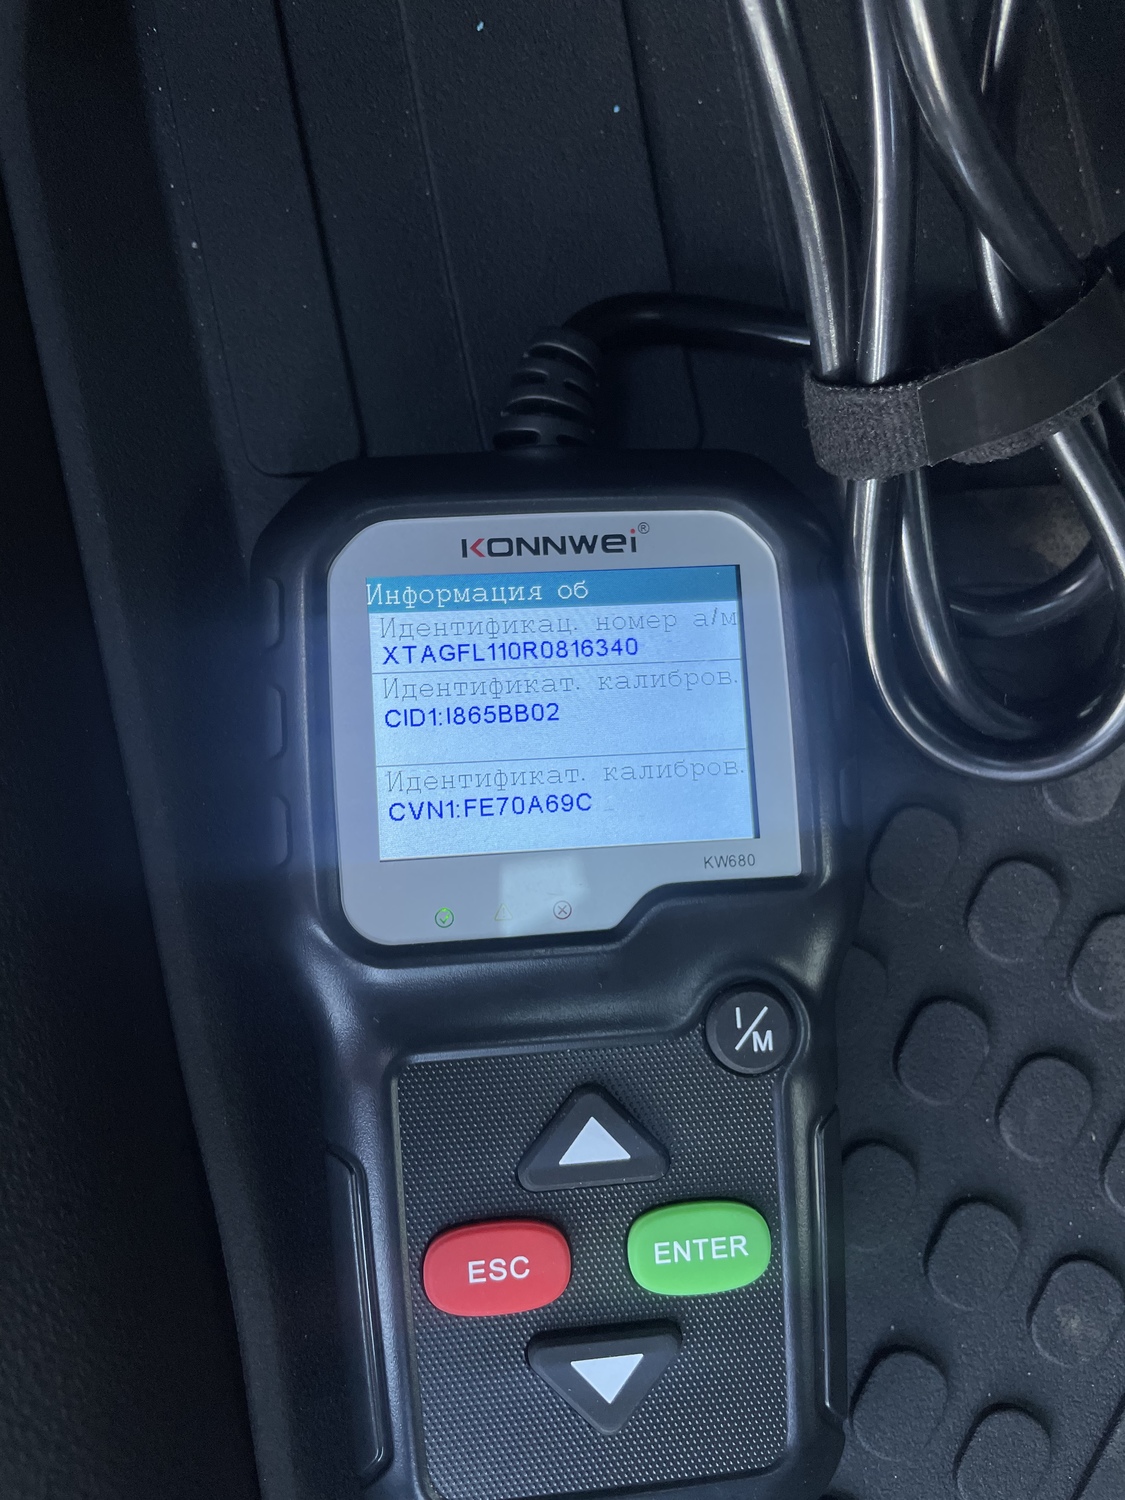 KONNWEI®
Информация об
Идентификац. номер а/м
XTAGFL110R0816340
Идентификат. калибров.
CID1:I865BB02
Идентификат. калибров.
CVN1:FE70A69C
KW680
I/M
ESC
ENTER